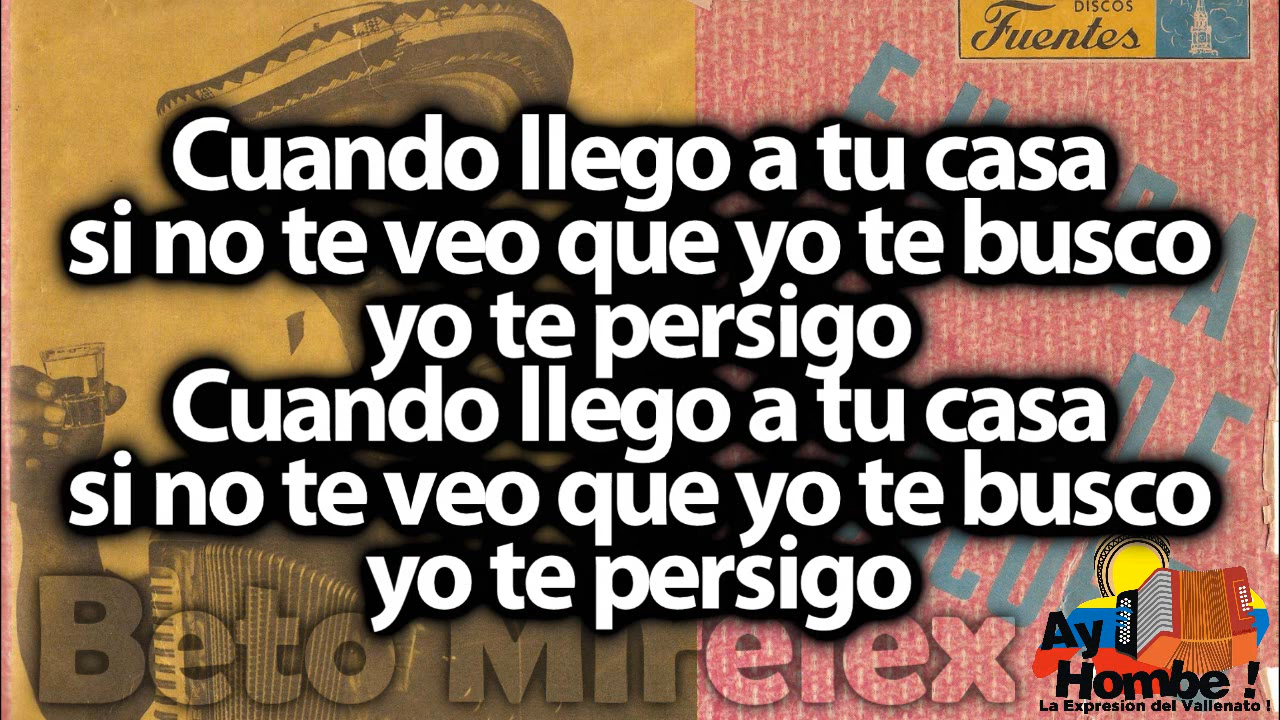 DISCOS
Fuentes
Cuando llego a tu casa
si no te veo que yo te busco
yo te persigo
Cuando llego a tu casa
si no te veo que yo te busco
yo te persigo
Beto Mirelex
Ay
Hombe !
La Expresion del Vallenato !